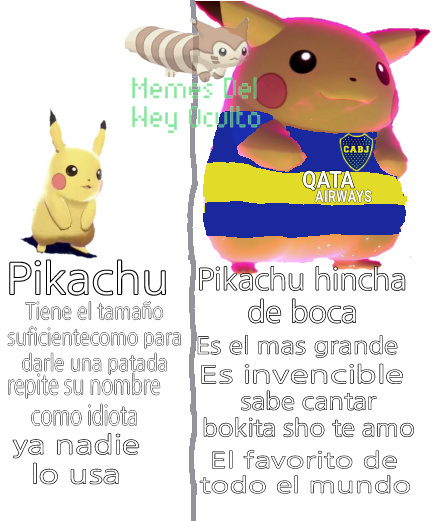 Memes Del
Wey Oculto
CABJ
QATA
AIRWAYS
Pikachu
Tiene el tamaño
suficientecomo para
darle una patada
repite su nombre
como idiota
ya nadie
lo usa
Pikachu hincha
de boca
Es el mas grande
Es invencible
sabe cantar
bokita sho te amo
El favorito de
todo el mundo